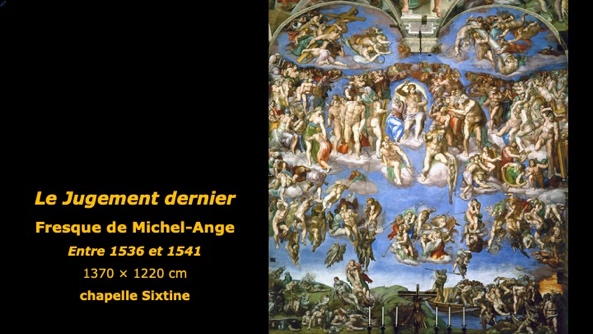 Le Jugement dernier
Fresque de Michel-Ange
Entre 1536 et 1541
1370 × 1220 cm
chapelle Sixtine